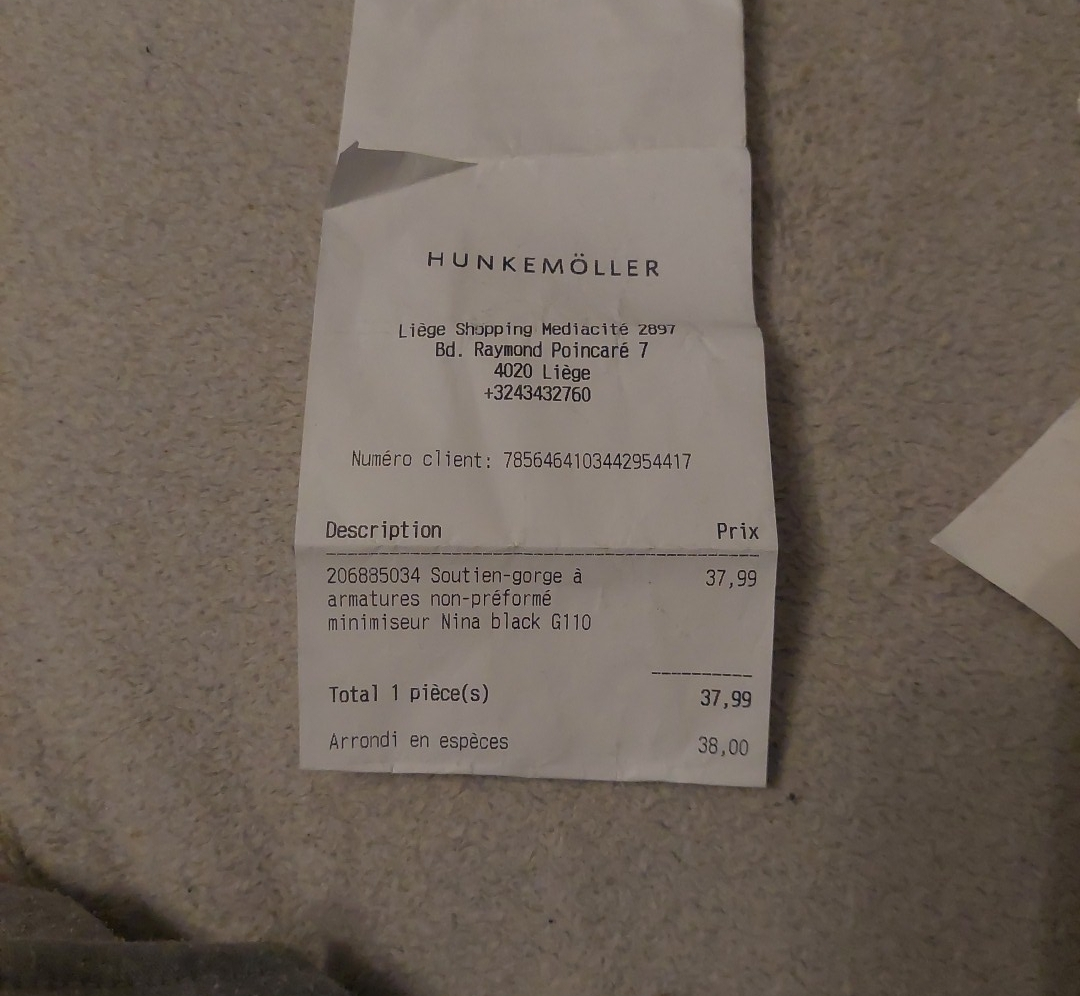 HUNKEMÖLLER
Liège Shopping Mediacité 2897
Bd. Raymond Poincaré 7
4020 Liège
+3243432760
Numéro client: 7856464103442954417
Description Prix
206885034 Soutien-gorge à 37,99
armatures non-préformé
minimiseur Nina black G110
Total 1 pièce(s) 37,99
Arrondi en espèces 38,00